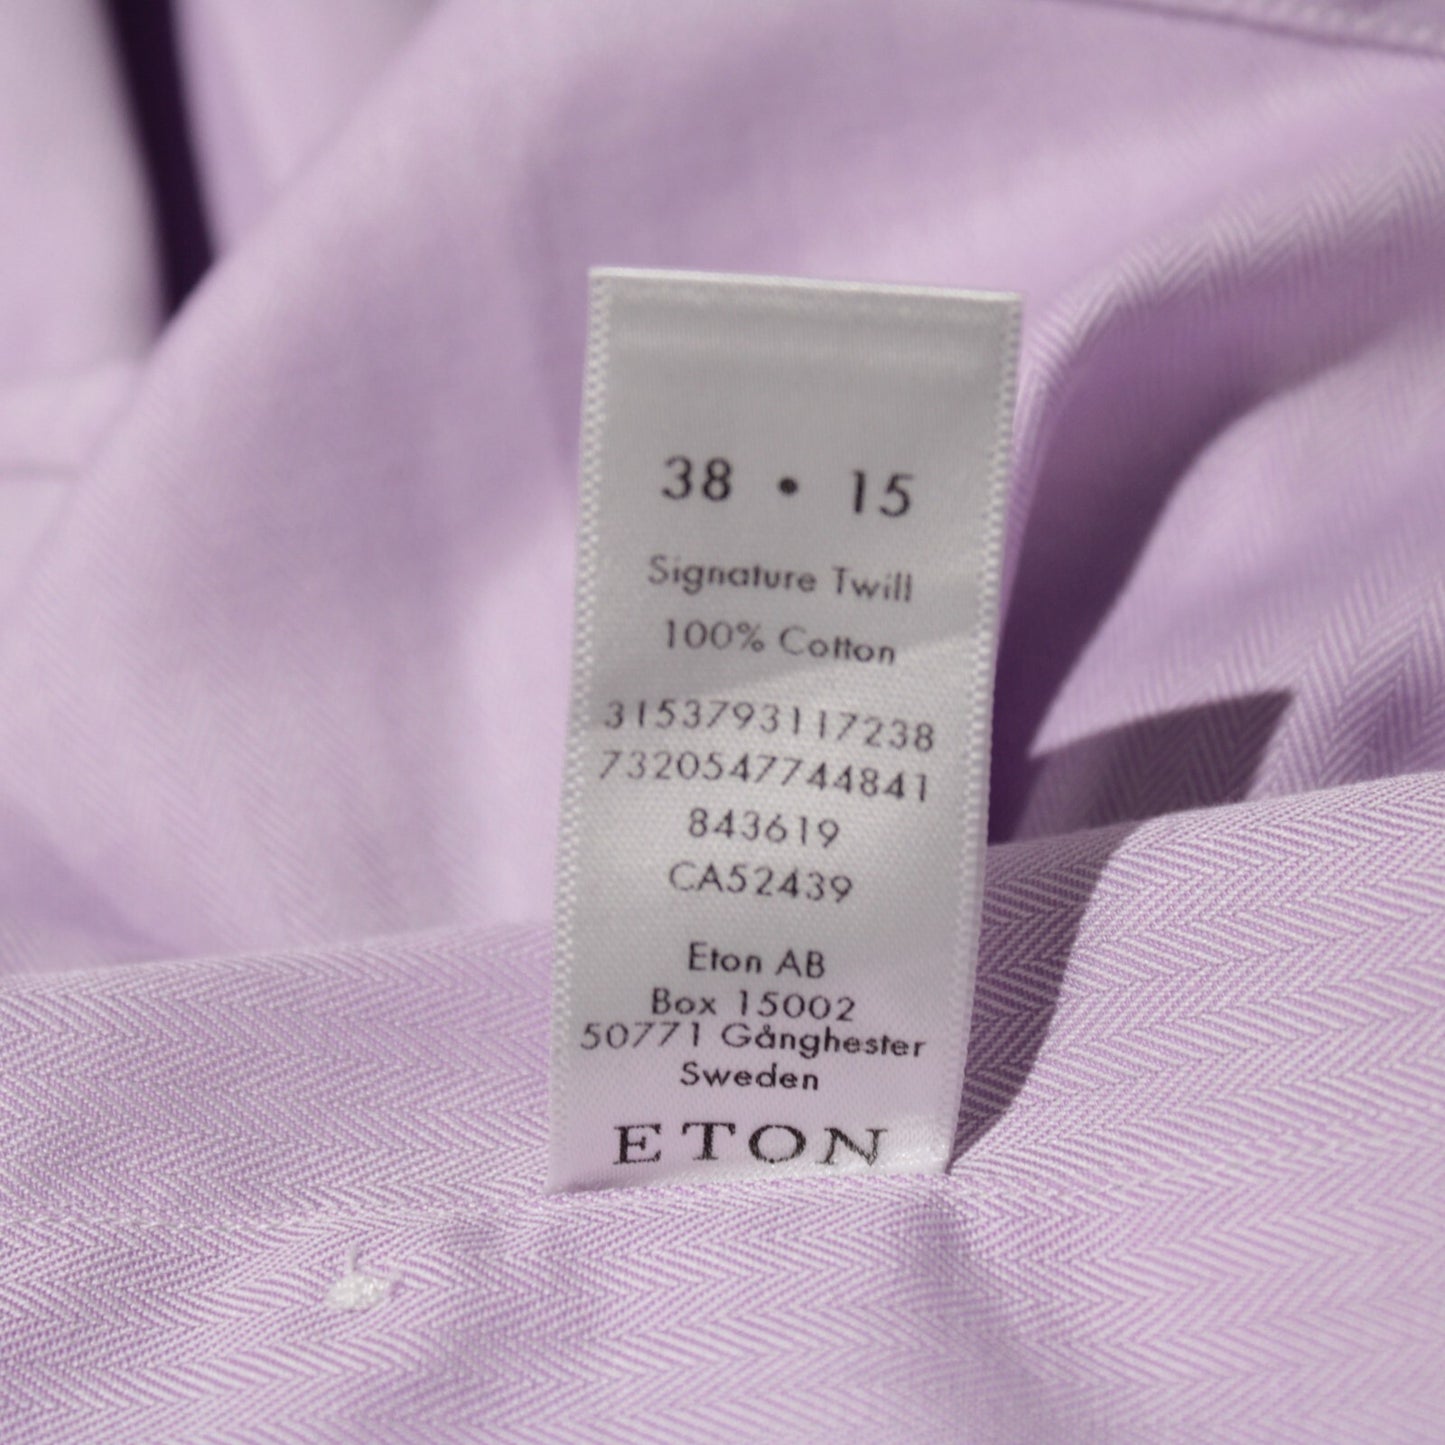 38 • 15
Signature Twill
100% Cotton
3153793117238
7320547744841
843619
CA52439
Eton AB
Box 15002
50771 Gånghester
Sweden
ETON